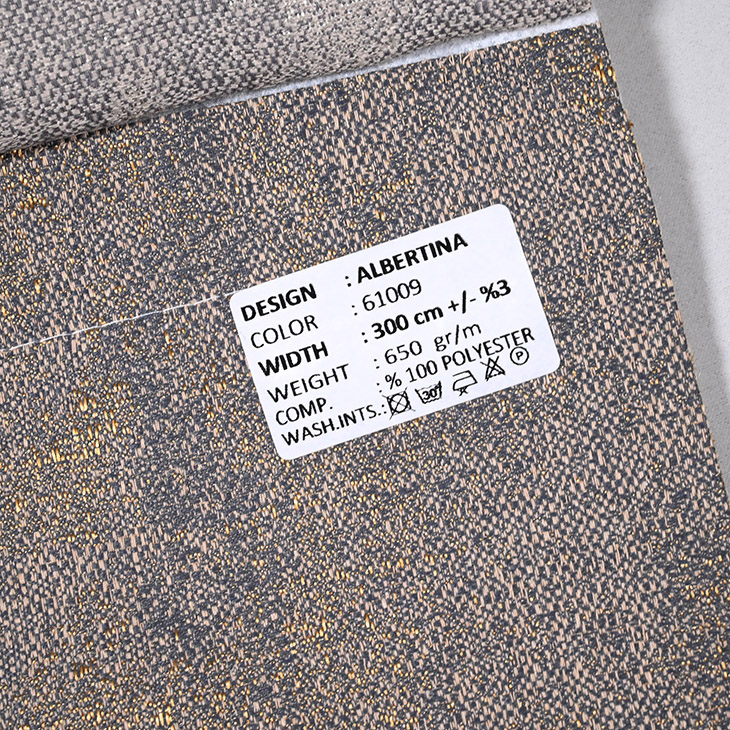 DESIGN : ALBERTINA
COLOR : 61009
WIDTH : 300 cm +/- %3
WEIGHT : 650 gr/m
COMP. : % 100 POLYESTER
WASH.INTS.: 30 P